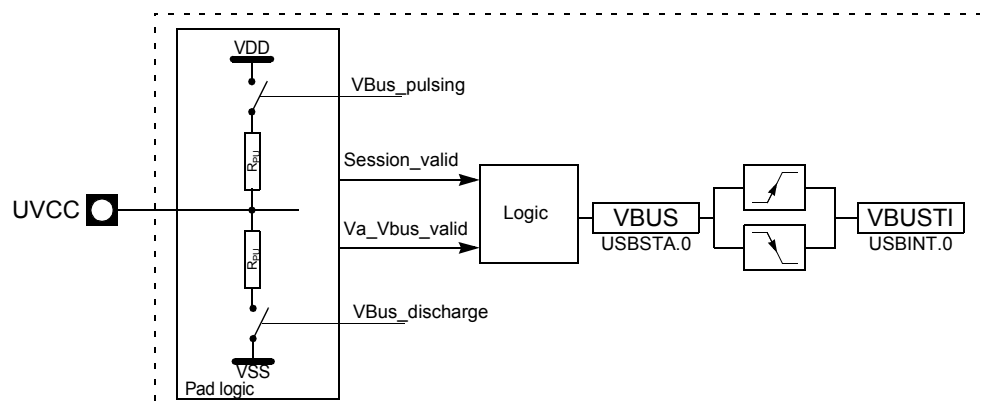 VDD
VBus_pulsing
RPU
Session_valid
UVCC
Logic
VBUS
USBSTA.0
VBUSTI
USBINT.0
Va_Vbus_valid
RPU
VBus_discharge
VSS
Pad logic